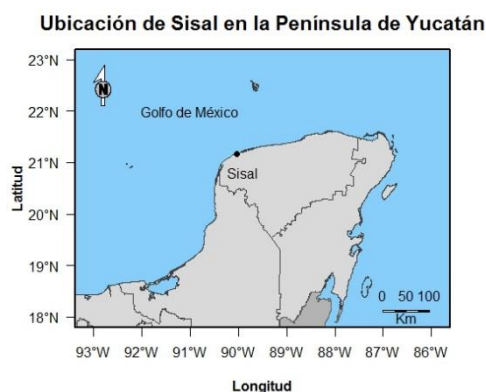 Ubicación de Sisal en la Península de Yucatán
23°N
22°N
21°N
20°N
19°N
18°N
Latitud
N
Golfo de México
Sisal
0 50 100
Km
93°W 92°W 91°W 90°W 89°W 88°W 87°W 86°W
Longitud